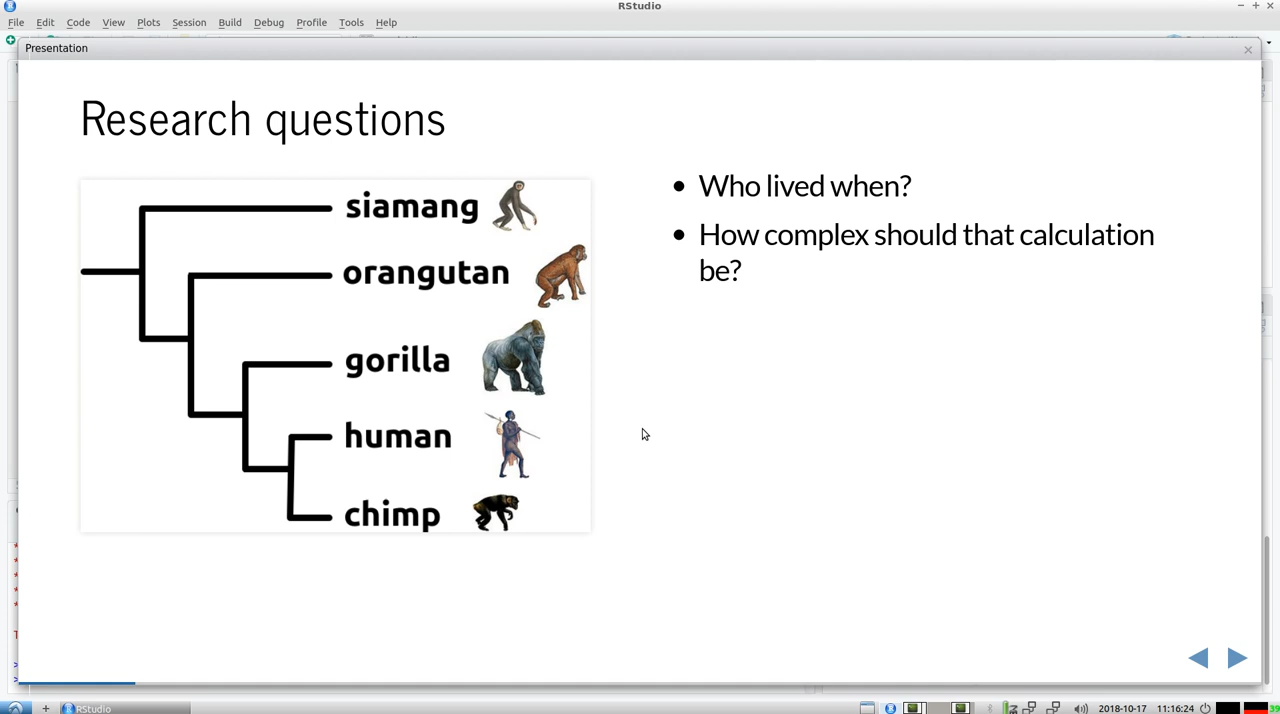 RStudio
File Edit Code View Plots Session Build Debug Profile Tools Help
Presentation
Research questions
siamang
orangutan
gorilla
human
chimp
• Who lived when?
• How complex should that calculation
be?
RStudio
2018-10-17 11:16:24